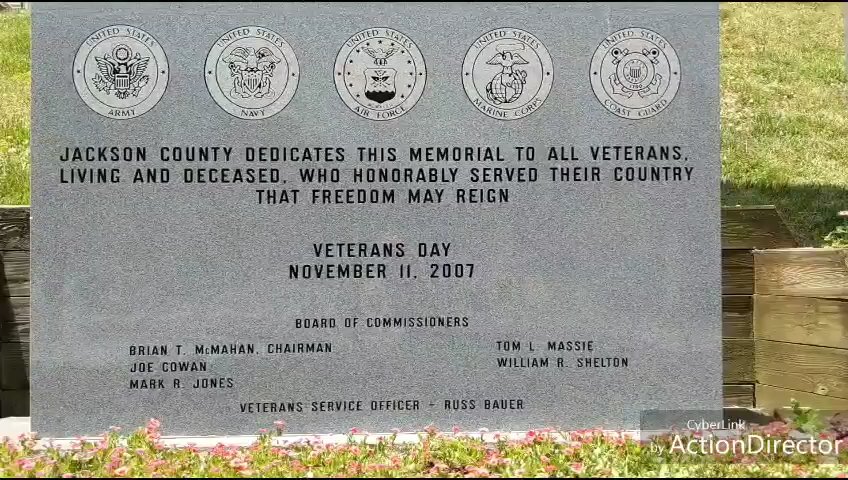 UNITED STATES ARMY
UNITED STATES NAVY
UNITED STATES AIR FORCE
UNITED STATES MARINE CORPS
UNITED STATES COAST GUARD 1790
JACKSON COUNTY DEDICATES THIS MEMORIAL TO ALL VETERANS,
LIVING AND DECEASED, WHO HONORABLY SERVED THEIR COUNTRY
THAT FREEDOM MAY REIGN
VETERANS DAY
NOVEMBER 11, 2007
BOARD OF COMMISSIONERS
BRIAN T. McMAHAN, CHAIRMAN
JOE COWAN
MARK R. JONES
TOM L. MASSIE
WILLIAM R. SHELTON
VETERANS SERVICE OFFICER - RUSS BAUER
CyberLink
by ActionDirector